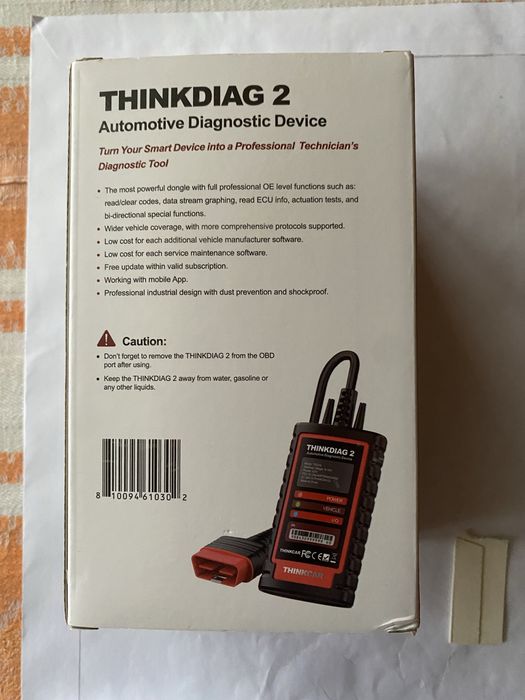 THINKDIAG 2
Automotive Diagnostic Device
Turn Your Smart Device into a Professional Technician's
Diagnostic Tool
• The most powerful dongle with full professional OE level functions such as:
read/clear codes, data stream graphing, read ECU info, actuation tests, and
bi-directional special functions.
• Wider vehicle coverage, with more comprehensive protocols supported.
• Low cost for each additional vehicle manufacturer software.
• Low cost for each service maintenance software.
• Free update within valid subscription.
• Working with mobile App.
• Professional industrial design with dust prevention and shockproof.
Caution:
• Don't forget to remove the THINKDIAG 2 from the OBD
port after using.
• Keep the THINKDIAG 2 away from water, gasoline or
any other liquids.
8 10094 61030 2
THINKDIAG 2
Automotive Diagnostic Device
POWER
VEHICLE
I/O
THINKCAR FC CE
THINKCAR